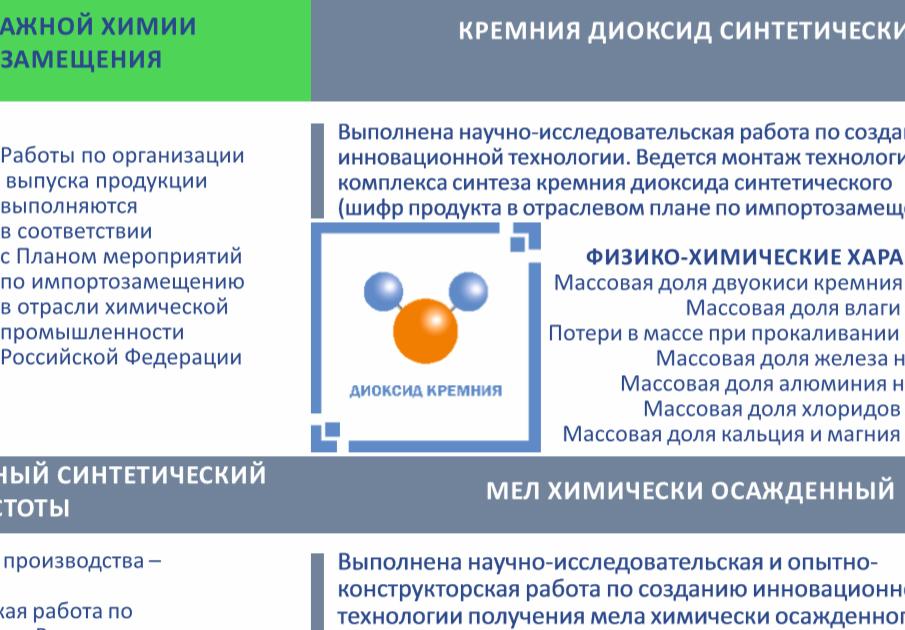 АЖНОЙ ХИМИИ
ЗАМЕЩЕНИЯ
Работы по организации
выпуска продукции
выполняются
в соответствии
с Планом мероприятий
по импортозамещению
в отрасли химической
промышленности
Российской Федерации
КРЕМНИЯ ДИОКСИД СИНТЕТИЧЕСКИ
Выполнена научно-исследовательская работа по созда
инновационной технологии. Ведется монтаж технологи
комплекса синтеза кремния диоксида синтетического
(шифр продукта в отраслевом плане по импортозамещ
ДИОКСИД КРЕМНИЯ
ФИЗИКО-ХИМИЧЕСКИЕ ХАРА
Массовая доля двуокиси кремния
Массовая доля влаги
Потери в массе при прокаливании
Массовая доля железа н
Массовая доля алюминия н
Массовая доля хлоридов
Массовая доля кальция и магния
НЫЙ СИНТЕТИЧЕСКИЙ
СТОТЫ
производства –
кая работа по
МЕЛ ХИМИЧЕСКИ ОСАЖДЕННЫЙ
Выполнена научно-исследовательская и опытно-
конструкторская работа по созданию инновационн
технологии получения мела химически осажденног